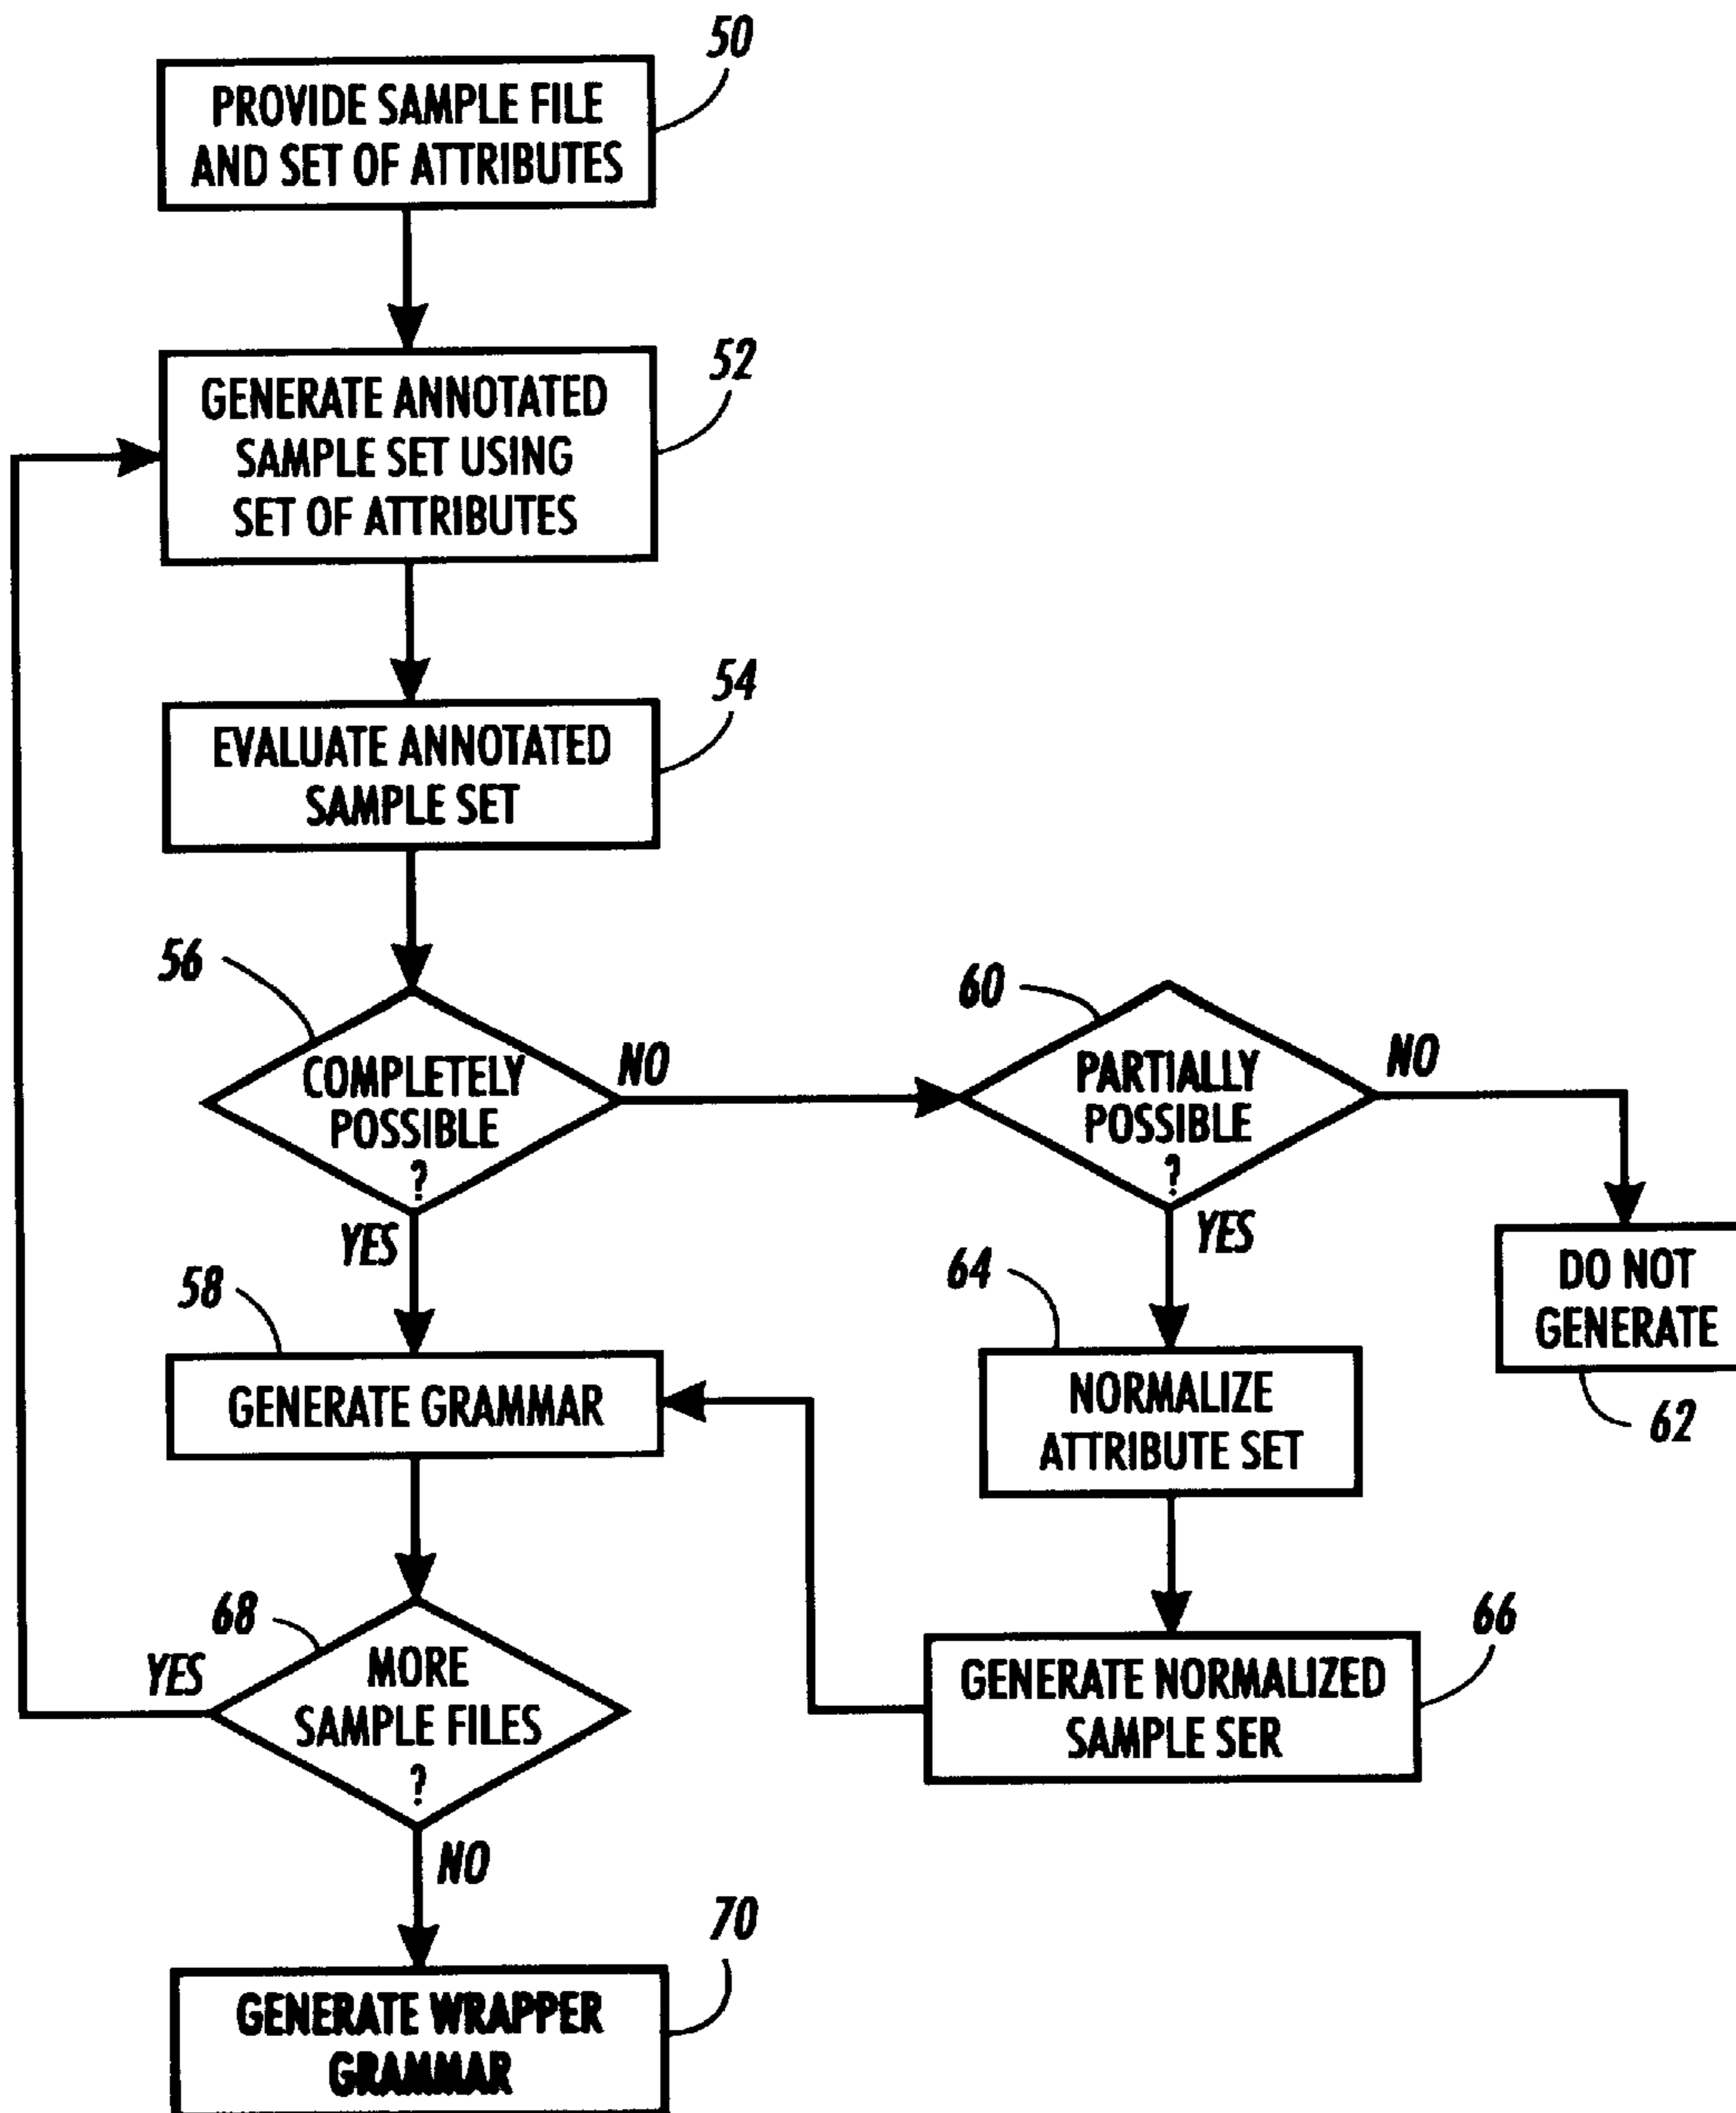 50
PROVIDE SAMPLE FILE
AND SET OF ATTRIBUTES
52
GENERATE ANNOTATED
SAMPLE SET USING
SET OF ATTRIBUTES
54
EVALUATE ANNOTATED
SAMPLE SET
56
COMPLETELY
POSSIBLE
?
NO
YES
60
PARTIALLY
POSSIBLE
?
NO
YES
DO NOT
GENERATE
62
58
GENERATE GRAMMAR
64
NORMALIZE
ATTRIBUTE SET
66
GENERATE NORMALIZED
SAMPLE SER
68
MORE
SAMPLE FILES
?
YES
NO
70
GENERATE WRAPPER
GRAMMAR